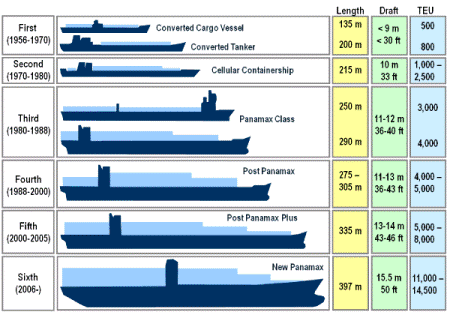 Length Draft TEU
First
(1956-1970)
Converted Cargo Vessel
Converted Tanker
135 m
200 m
< 9 m
< 30 ft
500
800
Second
(1970-1980)
Cellular Containership
215 m
10 m
33 ft
1,000 –
2,500
Third
(1980-1988)
Panamax Class
250 m
290 m
11-12 m
36-40 ft
3,000
4,000
Fourth
(1988-2000)
Post Panamax
275 –
305 m
11-13 m
36-43 ft
4,000 –
5,000
Fifth
(2000-2005)
Post Panamax Plus
335 m
13-14 m
43-46 ft
5,000 –
8,000
Sixth
(2006-)
New Panamax
397 m
15.5 m
50 ft
11,000 –
14,500